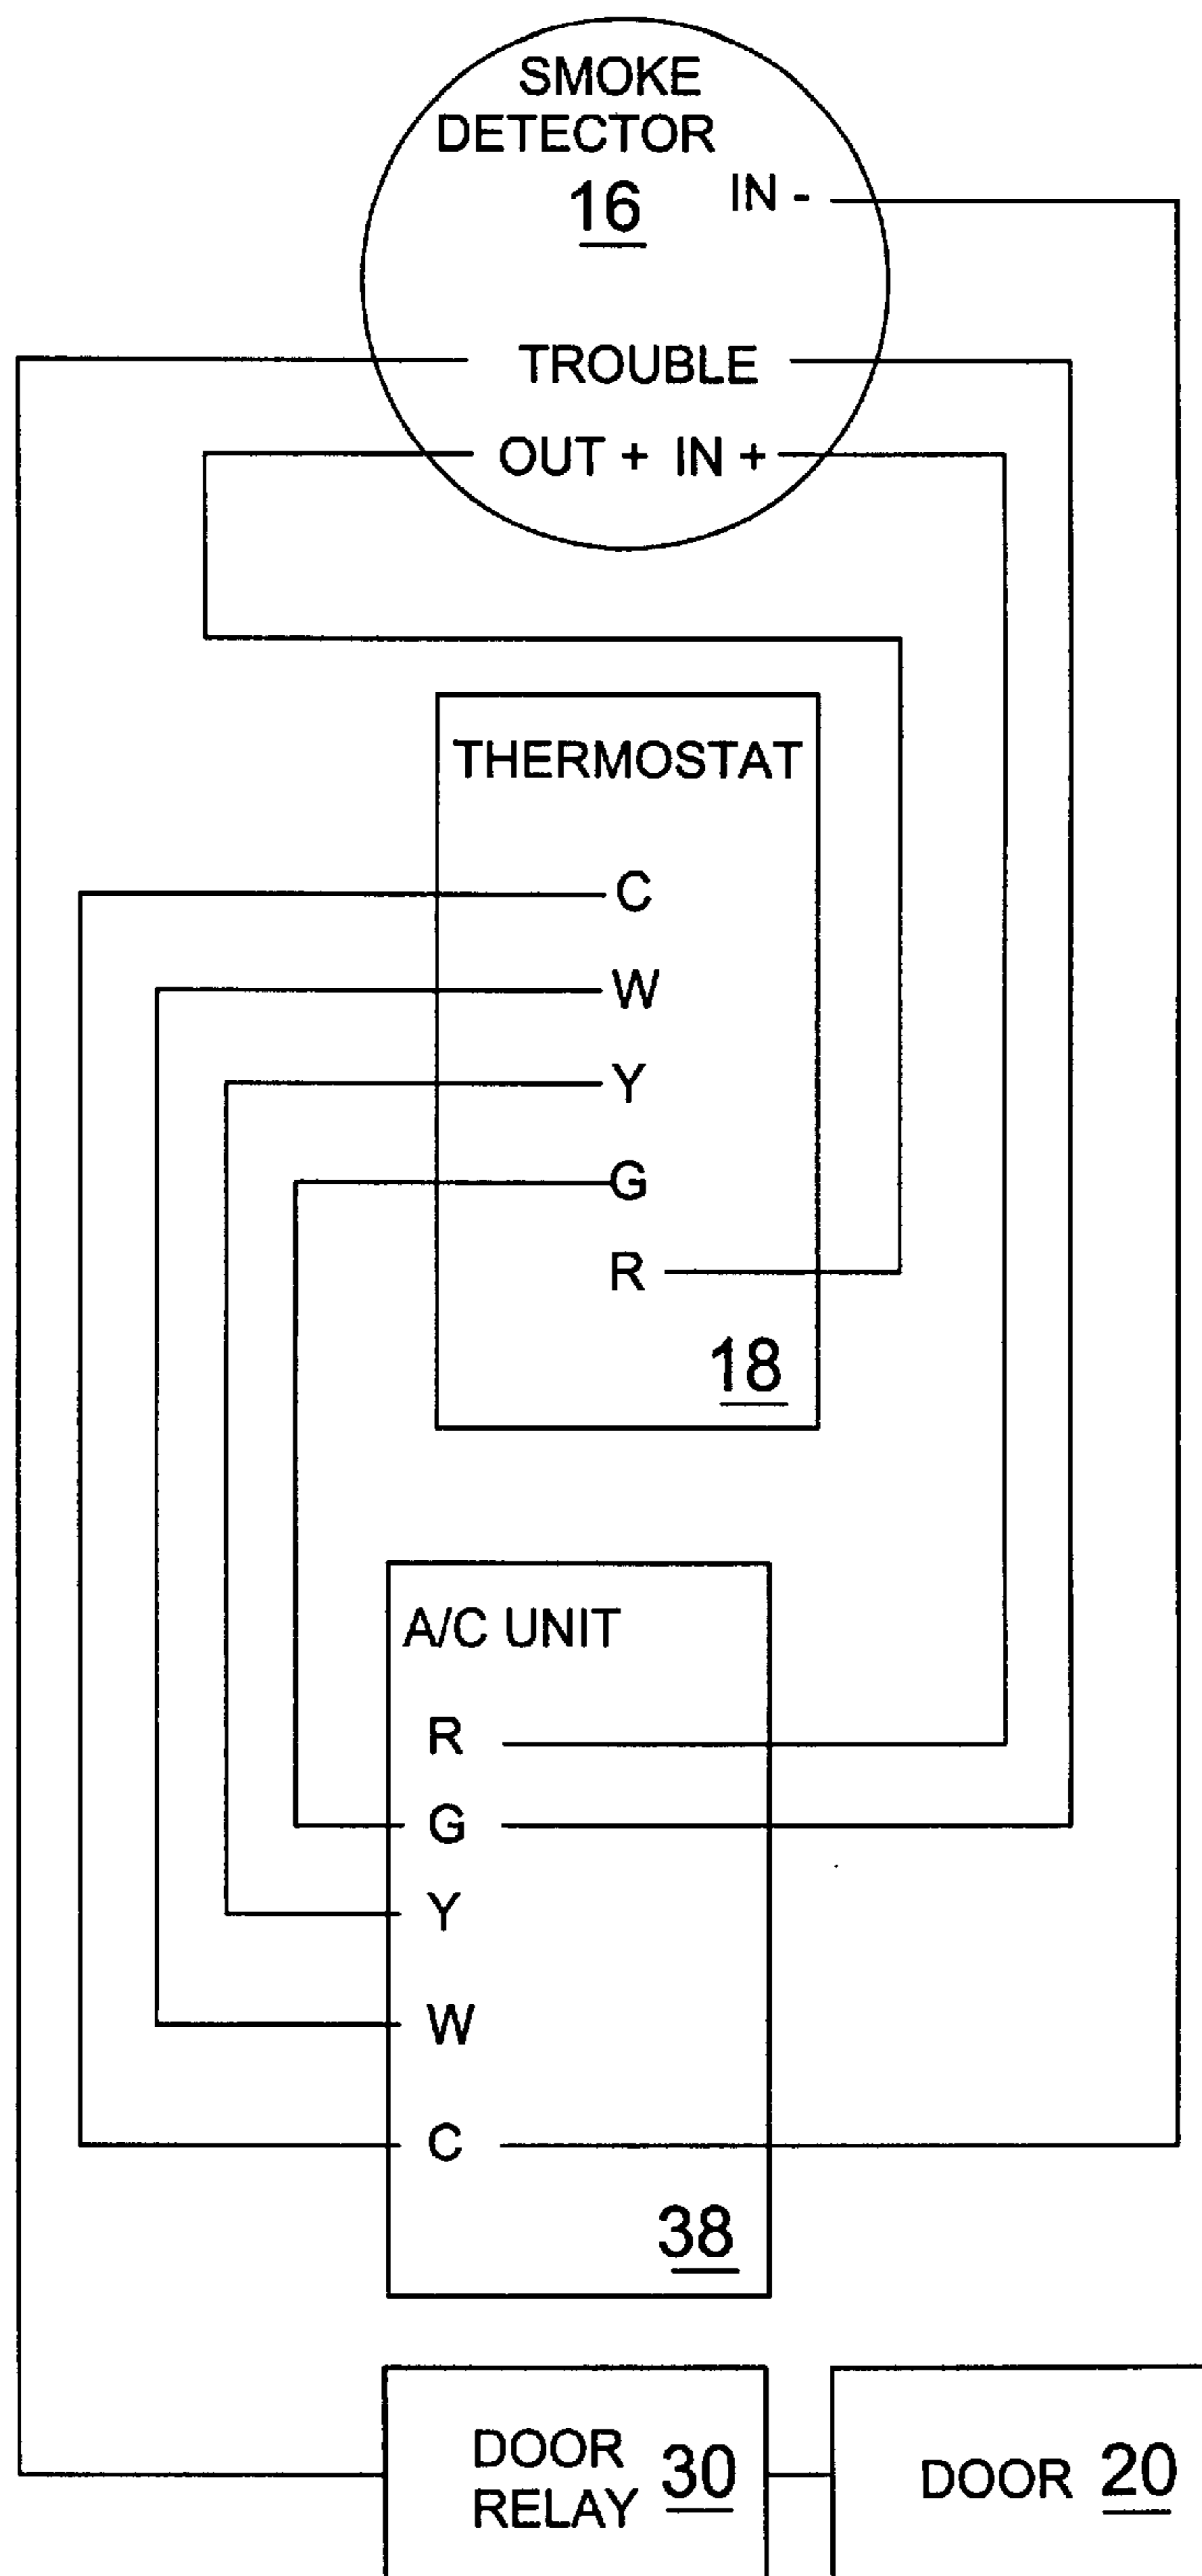 SMOKE
DETECTOR
16
IN -
TROUBLE
OUT + IN +
THERMOSTAT
C
W
Y
G
R
18
A/C UNIT
R
G
Y
W
C
38
DOOR
RELAY 30
DOOR 20